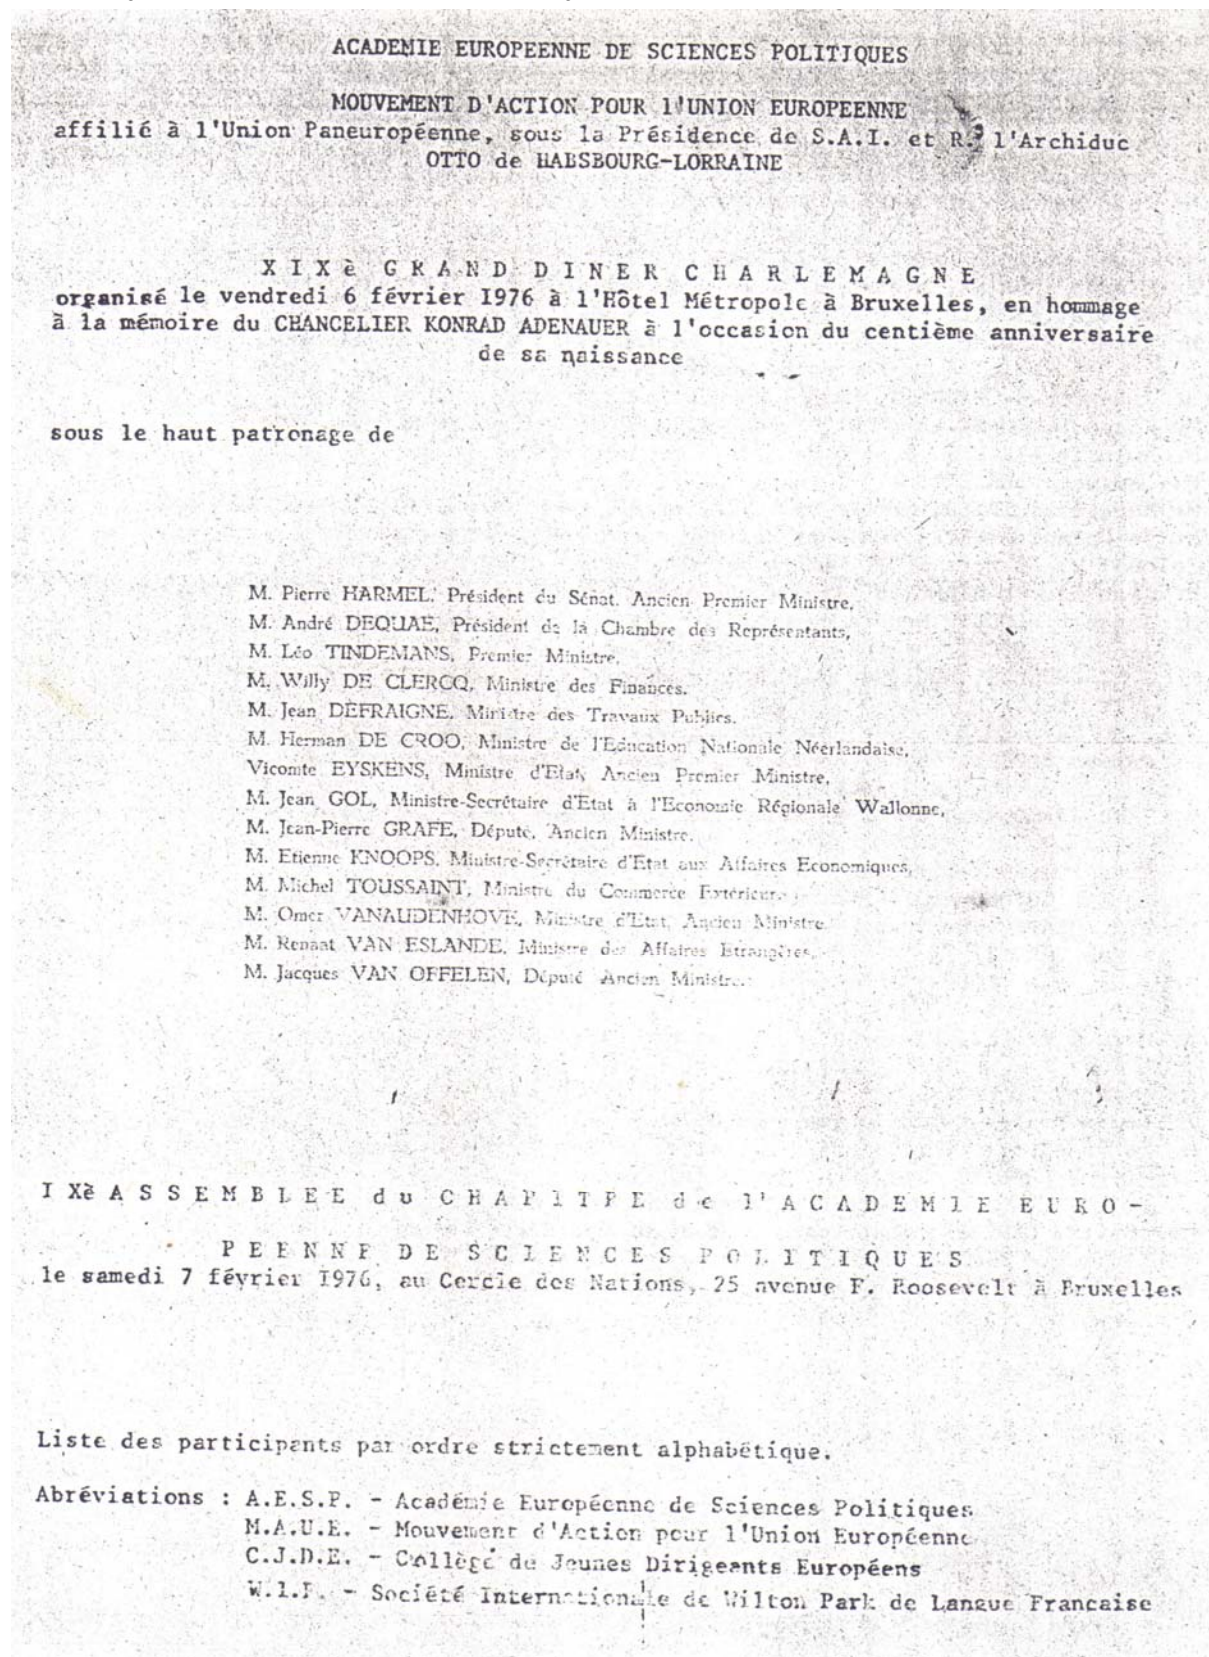 ACADEMIE EUROPEENNE DE SCIENCES POLITIQUES
MOUVEMENT D'ACTION POUR l'UNION EUROPEENNE
affilié à l'Union Paneuropéenne, sous la Présidence de S.A.I. et R. l'Archiduc
OTTO de HABSBOURG-LORRAINE
XIXè GRAND DINER CHARLEMAGNE
organisé le vendredi 6 février I976 à l'Hôtel Métropole à Bruxelles, en hommage
à la mémoire du CHANCELIER KONRAD ADENAUER à l'occasion du centième anniversaire
de sa naissance
sous le haut patronage de
M. Pierre HARMEL, Président du Sénat, Ancien Premier Ministre,
M. André DEQUAE, Président de la Chambre des Représentants,
M. Léo TINDEMANS, Premier Ministre,
M. Willy DE CLERCQ, Ministre des Finances,
M. Jean DEFRAIGNE, Ministre des Travaux Publics,
M. Herman DE CROO, Ministre de l'Education Nationale Néerlandaise,
Vicomte EYSKENS, Ministre d'Etat, Ancien Premier Ministre,
M. Jean GOL, Ministre-Secrétaire d'Etat à l'Economie Régionale Wallonne,
M. Jean-Pierre GRAFE, Député, Ancien Ministre,
M. Etienne KNOOPS, Ministre-Secrétaire d'Etat aux Affaires Economiques,
M. Michel TOUSSAINT, Ministre du Commerce Extérieur,
M. Omer VANAUDENHOVE, Ministre d'Etat, Ancien Ministre,
M. Renaat VAN ESLANDE, Ministre des Affaires Etrangères,
M. Jacques VAN OFFELEN, Député Ancien Ministre.
I Xè ASSEMBLEE du CHAPITRE de l'ACADEMIE EURO-
PEENNE DE SCIENCES POLITIQUES
le samedi 7 février I976, au Cercle des Nations, 25 avenue F. Roosevelt à Bruxelles
Liste des participants par ordre strictement alphabétique.
Abréviations : A.E.S.P. - Académie Européenne de Sciences Politiques
M.A.U.E. - Mouvement d'Action pour l'Union Européenne
C.J.D.E. - Collège de Jeunes Dirigeants Européens
W.I.P. - Société Internationale de Wilton Park de Langue Francaise